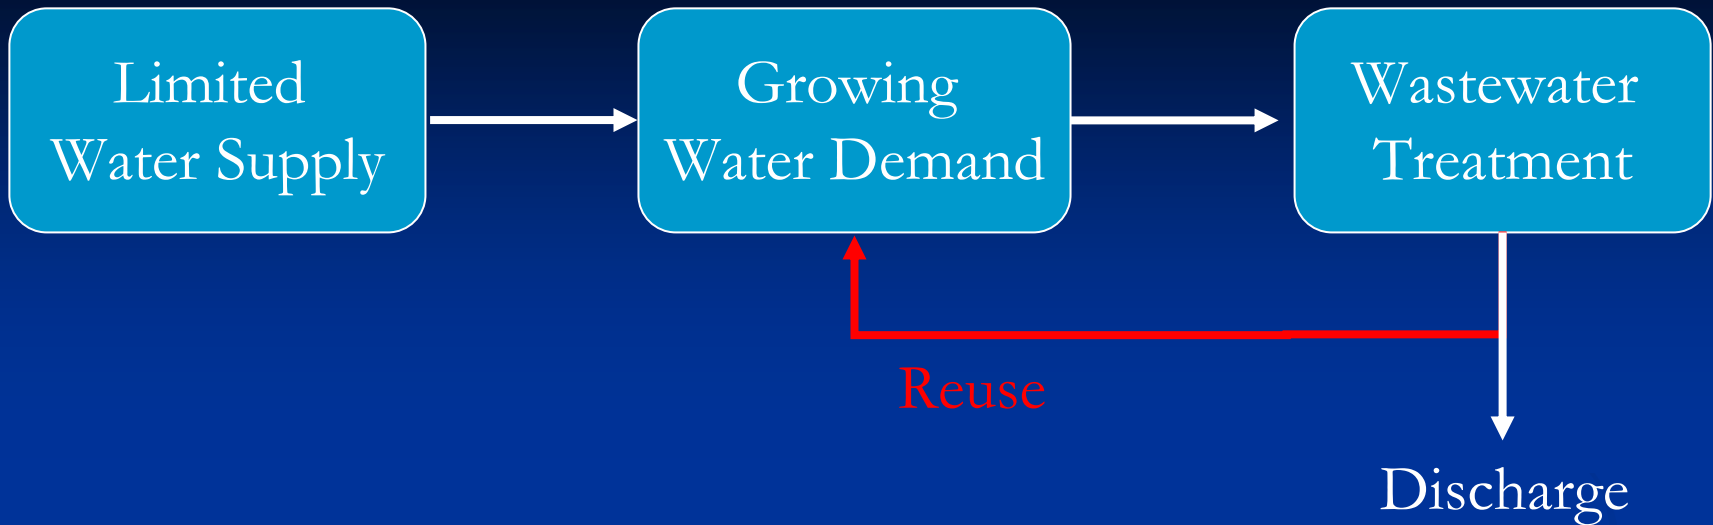 Limited
Water Supply
Growing
Water Demand
Wastewater
Treatment
Reuse
Discharge